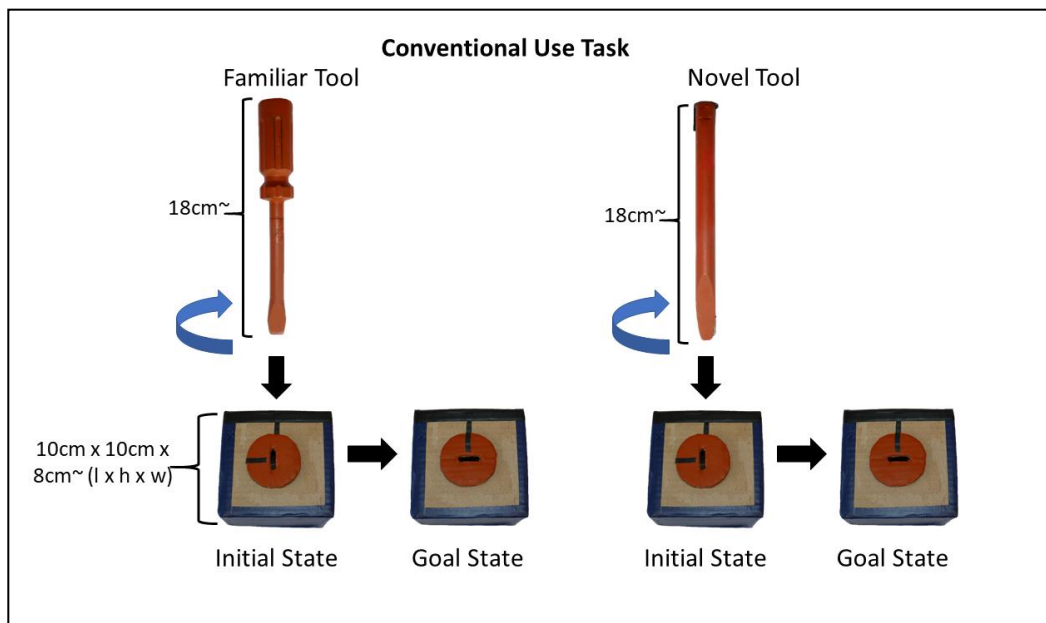 Conventional Use Task
Familiar Tool
Novel Tool
18cm~
18cm~
10cm x 10cm x
8cm~ (l x h x w)
Initial State
Goal State
Initial State
Goal State